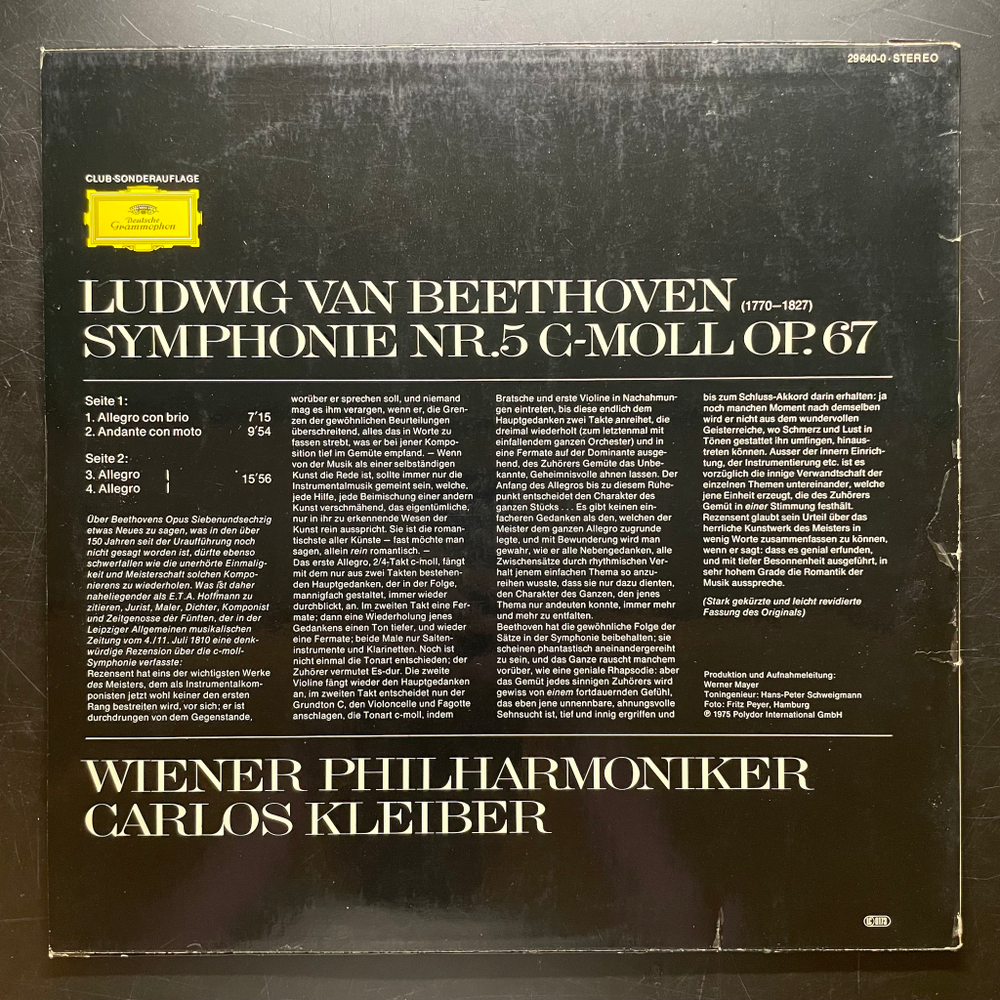 29640-0 · STEREO
CLUB-SONDERAUFLAGE
Deutsche
Grammophon
LUDWIG VAN BEETHOVEN (1770–1827)
SYMPHONIE NR.5 C-MOLL OP. 67
Seite 1:
1. Allegro con brio 7'15
2. Andante con moto 9'54
Seite 2:
3. Allegro
4. Allegro
15'56
Über Beethovens Opus Siebenundsechzig
etwas Neues zu sagen, was in den über
150 Jahren seit der Uraufführung noch
nicht gesagt worden ist, dürfte ebenso
schwerfallen wie die unerhörte Einmalig-
keit und Meisterschaft solchen Kompo-
nierens zu wiederholen. Was ist daher
naheliegender als E.T.A. Hoffmann zu
zitieren, Jurist, Maler, Dichter, Komponist
und Zeitgenosse der Fünften, der in der
Leipziger Allgemeinen musikalischen
Zeitung vom 4./11. Juli 1810 eine denk-
würdige Rezension über die c-moll-
Symphonie verfasste:
Rezensent hat eins der wichtigsten Werke
des Meisters, dem als Instrumentalkom-
ponisten jetzt wohl keiner den ersten
Rang bestreiten wird, vor sich; er ist
durchdrungen von dem Gegenstande,
worüber er sprechen soll, und niemand
mag es ihm verargen, wenn er, die Gren-
zen der gewöhnlichen Beurteilungen
überschreitend, alles das in Worte zu
fassen strebt, was er bei jener Kompo-
sition tief im Gemüte empfand. – Wenn
von der Musik als einer selbständigen
Kunst die Rede ist, sollte immer nur die
Instrumentalmusik gemeint sein, welche,
jede Hilfe, jede Beimischung einer andern
Kunst verschmähend, das eigentümliche,
nur in ihr zu erkennende Wesen der
Kunst rein ausspricht. Sie ist die roman-
tischste aller Künste – fast möchte man
sagen, allein rein romantisch. –
Das erste Allegro, 2/4-Takt c-moll, fängt
mit dem nur aus zwei Takten bestehen-
den Hauptgedanken, der in der Folge,
mannigfach gestaltet, immer wieder
durchblickt, an. Im zweiten Takt eine Fer-
mate; dann eine Wiederholung jenes
Gedankens einen Ton tiefer, und wieder
eine Fermate; beide Male nur Saiten-
instrumente und Klarinetten. Noch ist
nicht einmal die Tonart entschieden; der
Zuhörer vermutet Es-dur. Die zweite
Violine fängt wieder den Hauptgedanken
an, im zweiten Takt entscheidet nun der
Grundton C, den Violoncelle und Fagotte
anschlagen, die Tonart c-moll, indem
Bratsche und erste Violine in Nachahmun-
gen eintreten, bis diese endlich dem
Hauptgedanken zwei Takte anreihet, die
dreimal wiederholt (zum letztenmal mit
einfallendem ganzen Orchester) und in
eine Fermate auf der Dominante ausge-
hend, des Zuhörers Gemüte das Unbe-
kannte, Geheimnisvolle ahnen lassen. Der
Anfang des Allegros bis zu diesem Ruhe-
punkt entscheidet den Charakter des
ganzen Stücks . . . Es gibt keinen ein-
facheren Gedanken als den, welchen der
Meister dem ganzen Allegro zugrunde
legte, und mit Bewunderung wird man
gewahr, wie er alle Nebengedanken, alle
Zwischensätze durch rhythmischen Ver-
halt jenem einfachen Thema so anzu-
reihen wusste, dass sie nur dazu dienten,
den Charakter des Ganzen, den jenes
Thema nur andeuten konnte, immer mehr
und mehr zu entfalten.
Beethoven hat die gewöhnliche Folge der
Sätze in der Symphonie beibehalten; sie
scheinen phantastisch aneinandergereiht
zu sein, und das Ganze rauscht manchem
vorüber, wie eine geniale Rhapsodie: aber
das Gemüt jedes sinnigen Zuhörers wird
gewiss von einem fortdauernden Gefühl,
das eben jene unnennbare, ahnungsvolle
Sehnsucht ist, tief und innig ergriffen und
bis zum Schluss-Akkord darin erhalten: ja
noch manchen Moment nach demselben
wird er nicht aus dem wundervollen
Geisterreiche, wo Schmerz und Lust in
Tönen gestattet ihn umfingen, hinaus-
treten können. Ausser der innern Einrich-
tung, der Instrumentierung etc. ist es
vorzüglich die innige Verwandtschaft der
einzelnen Themen untereinander, welche
jene Einheit erzeugt, die des Zuhörers
Gemüt in einer Stimmung festhält.
Rezensent glaubt sein Urteil über das
herrliche Kunstwerk des Meisters in
wenig Worte zusammenfassen zu können,
wenn er sagt: dass es genial erfunden,
und mit tiefer Besonnenheit ausgeführt, in
sehr hohem Grade die Romantik der
Musik ausspreche.
(Stark gekürzte und leicht revidierte
Fassung des Originals)
Produktion und Aufnahmeleitung:
Werner Mayer
Toningenieur: Hans-Peter Schweigmann
Foto: Fritz Peyer, Hamburg
℗ 1975 Polydor International GmbH
WIENER PHILHARMONIKER
CARLOS KLEIBER